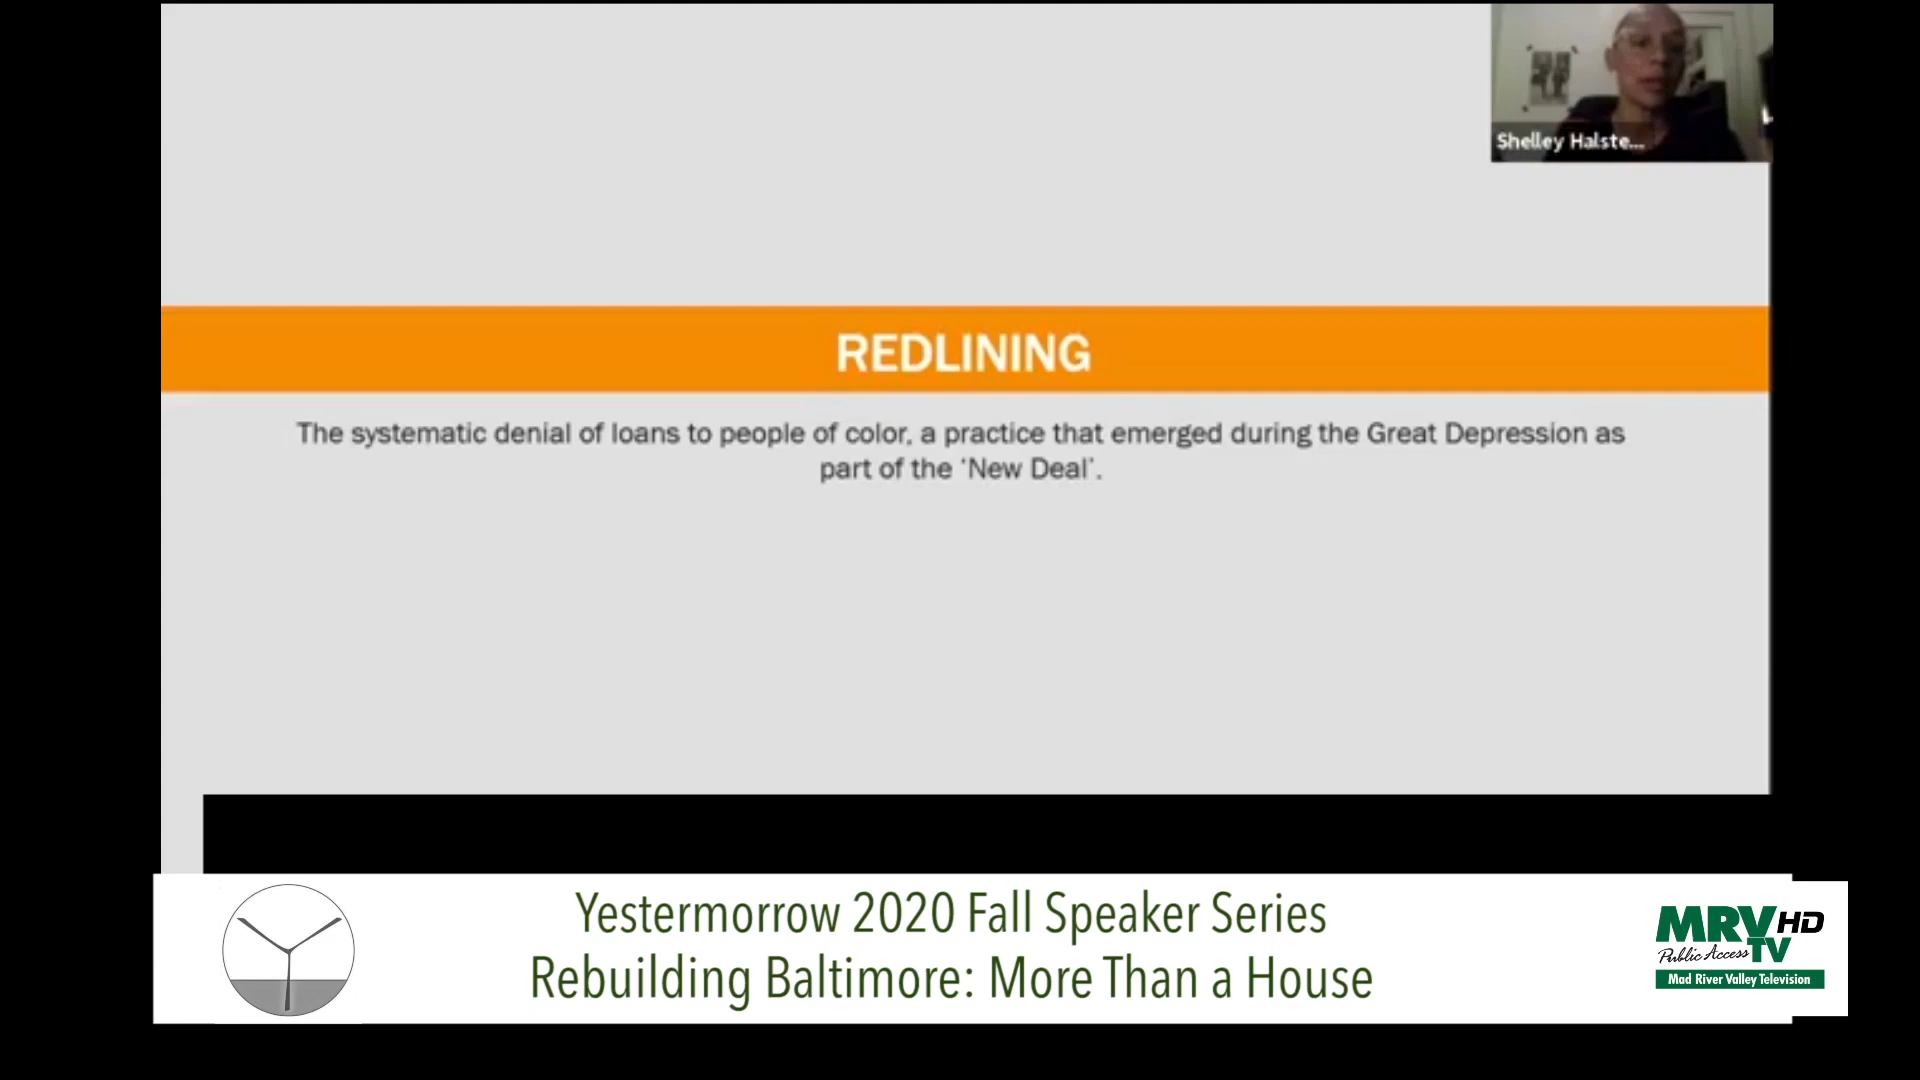 Shelley Halste...
REDLINING
The systematic denial of loans to people of color, a practice that emerged during the Great Depression as
part of the ‘New Deal’.
Yestermorrow 2020 Fall Speaker Series
Rebuilding Baltimore: More Than a House
MRV HD
Public Access TV
Mad River Valley Television